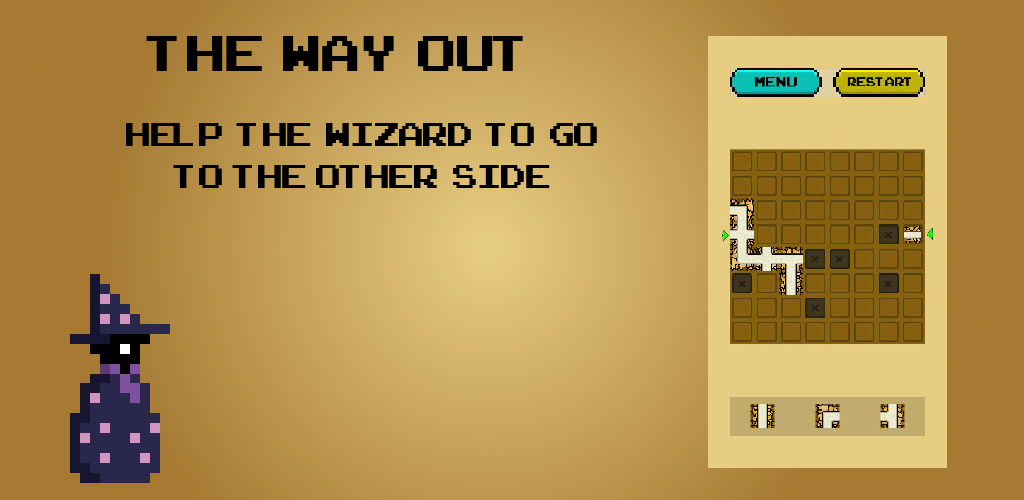 THE WAY OUT
HELP THE WIZARD TO GO
TO THE OTHER SIDE
MENU
RESTART